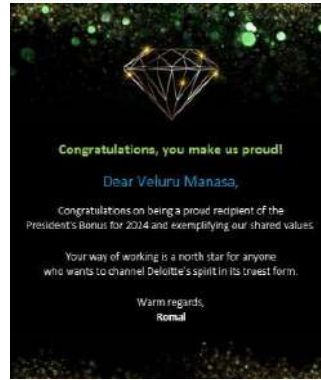 Congratulations, you make us proud!
Dear Veluru Manasa,
Congratulations on being a proud recipient of the
President's Bonus for 2024 and exemplifying our shared values.
Your way of working is a north star for anyone
who wants to channel Deloitte's spirit in its truest form.
Warm regards,
Romal